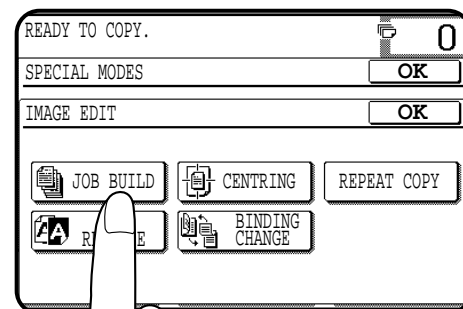 READY TO COPY. 0
SPECIAL MODES OK
IMAGE EDIT OK
JOB BUILD CENTRING REPEAT COPY
BINDING
CHANGE